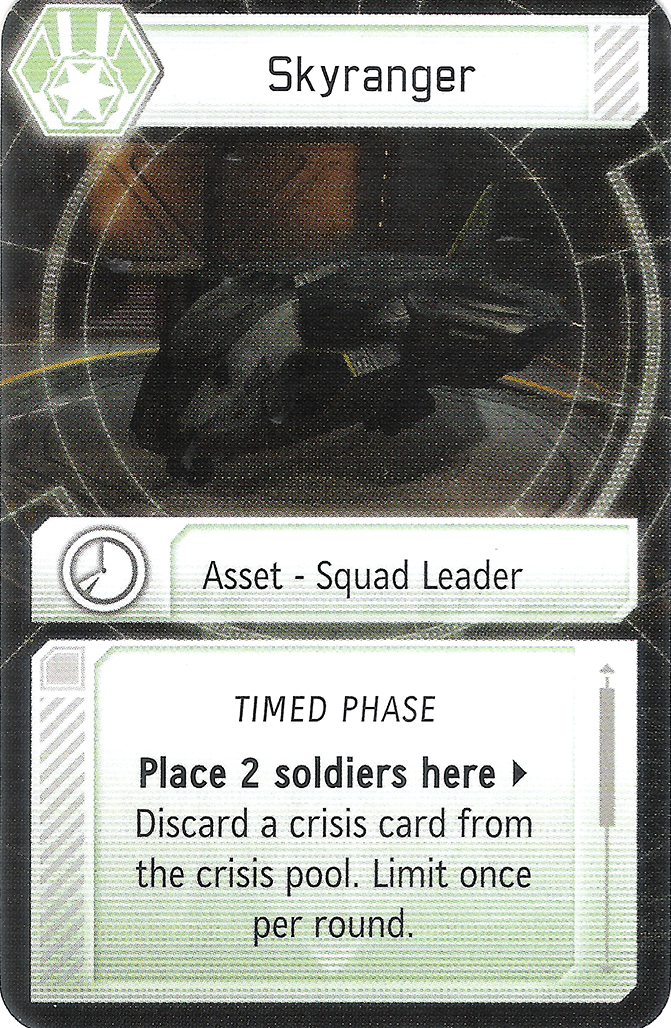 Skyranger
Asset - Squad Leader
TIMED PHASE
Place 2 soldiers here ▶
Discard a crisis card from
the crisis pool. Limit once
per round.